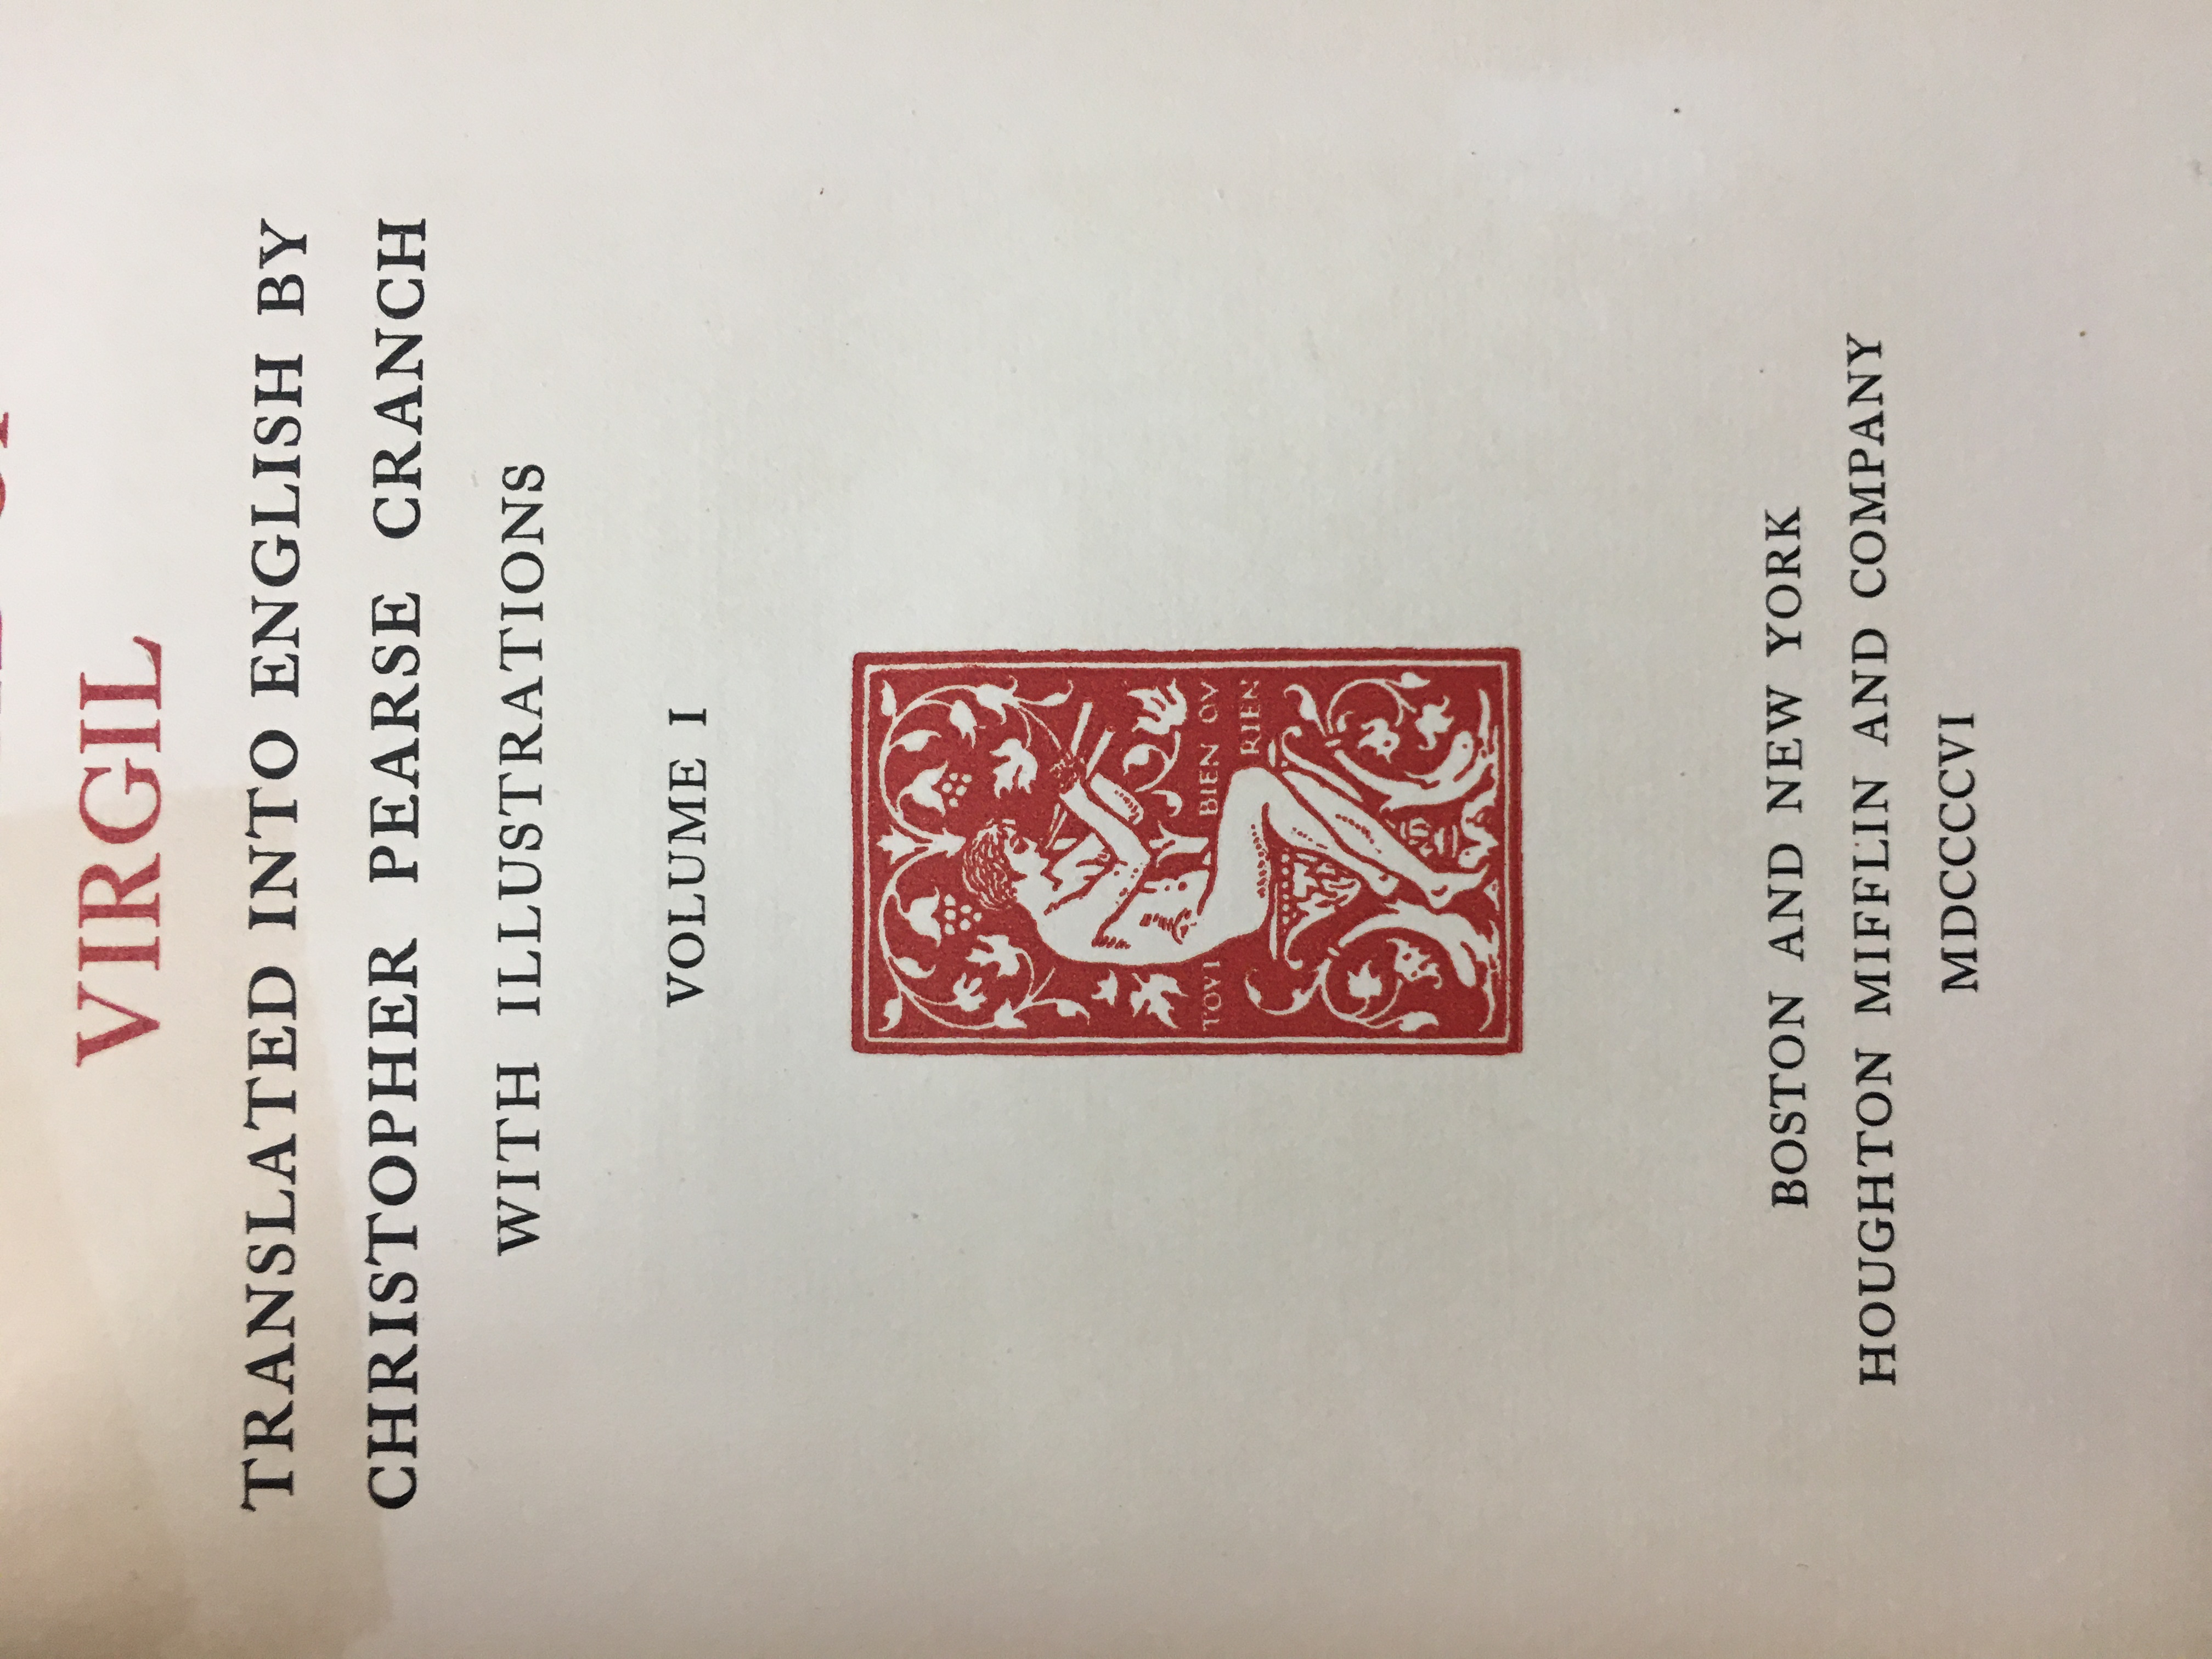 VIRGIL
TRANSLATED INTO ENGLISH BY
CHRISTOPHER PEARSE CRANCH
WITH ILLUSTRATIONS
VOLUME I
TOVT BIEN OV
RIEN
BOSTON AND NEW YORK
HOUGHTON MIFFLIN AND COMPANY
MDCCCCVI